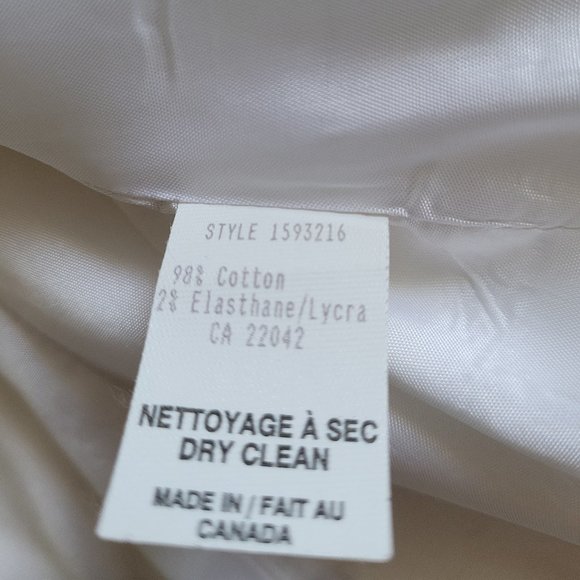 STYLE 1593216
98% Cotton
2% Elasthane/Lycra
CA 22042
NETTOYAGE À SEC
DRY CLEAN
MADE IN / FAIT AU
CANADA